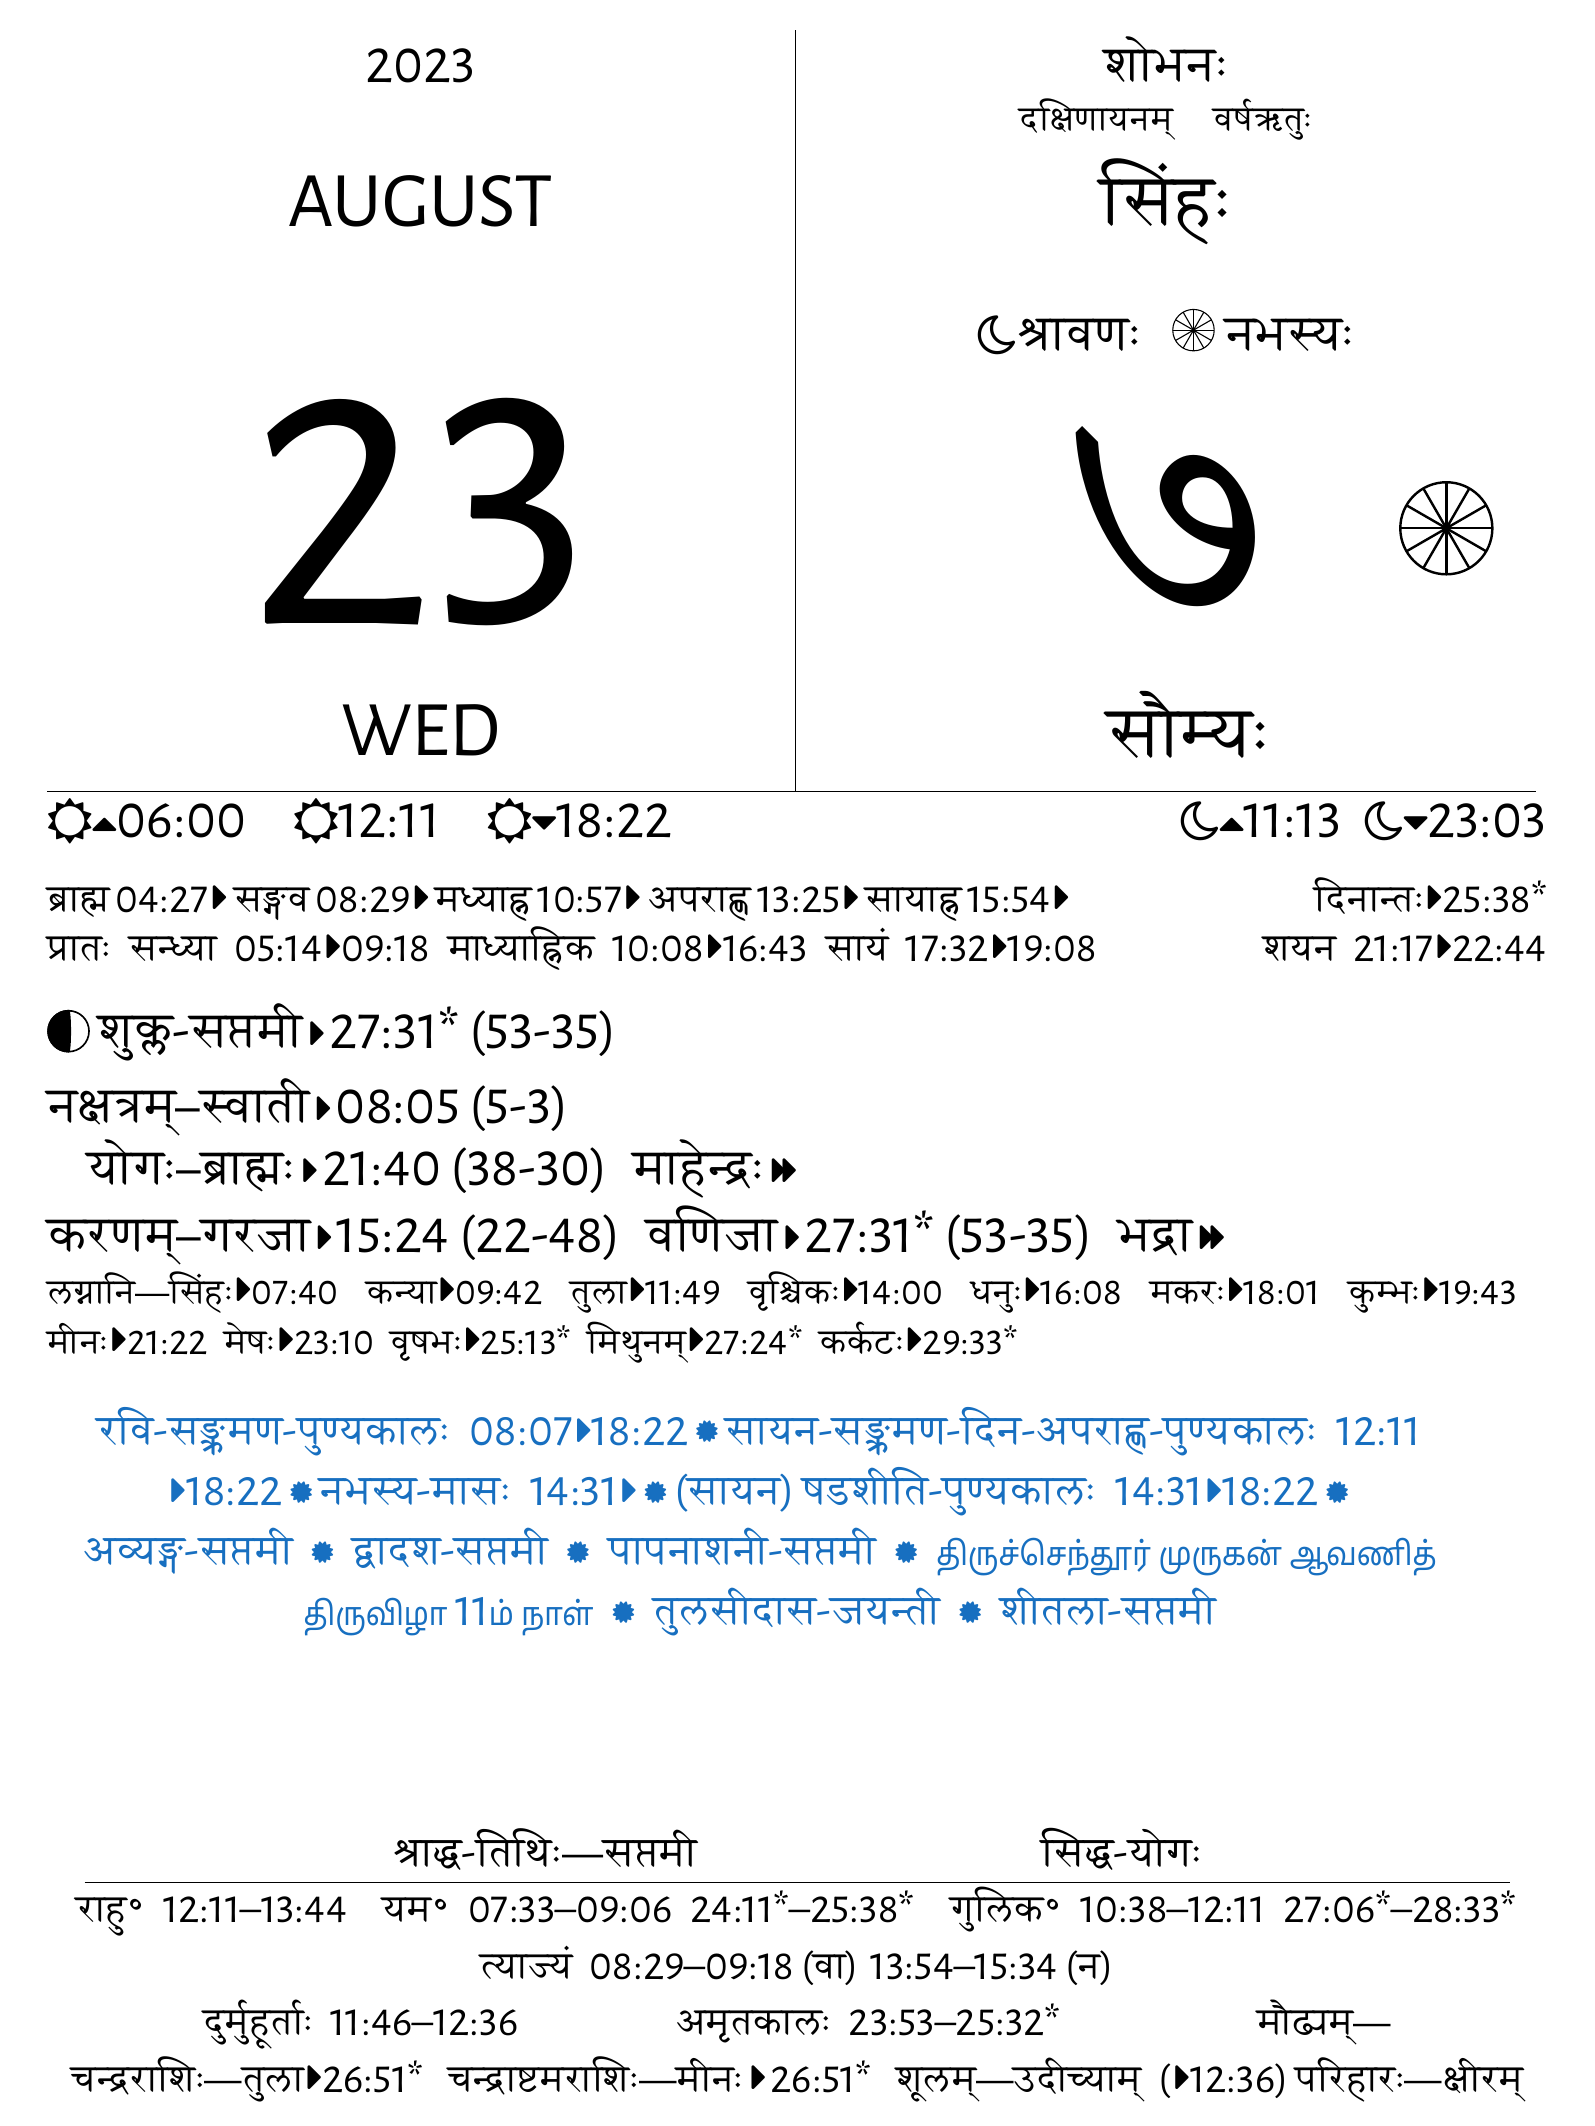 2023
AUGUST
23
WED
शोभनः
दक्षिणायनम् वर्षऋतुः
सिंहः
श्रावणः नभस्यः
७
सौम्यः
06:00 12:11 18:22 11:13 23:03
ब्राह्म 04:27 सङ्गव 08:29 मध्याह्न 10:57 अपराह्ण 13:25 सायाह्न 15:54 दिनान्तः 25:38*
प्रातः सन्ध्या 05:14 09:18 माध्याह्निक 10:08 16:43 सायं 17:32 19:08 शयन 21:17 22:44
शुक्ल-सप्तमी 27:31* (53-35)
नक्षत्रम्–स्वाती 08:05 (5-3)
योगः–ब्राह्मः 21:40 (38-30) माहेन्द्रः
करणम्–गरजा 15:24 (22-48) वणिजा 27:31* (53-35) भद्रा
लग्नानि—सिंहः 07:40 कन्या 09:42 तुला 11:49 वृश्चिकः 14:00 धनुः 16:08 मकरः 18:01 कुम्भः 19:43
मीनः 21:22 मेषः 23:10 वृषभः 25:13* मिथुनम् 27:24* कर्कटः 29:33*
रवि-सङ्क्रमण-पुण्यकालः 08:07 18:22 सायन-सङ्क्रमण-दिन-अपराह्ण-पुण्यकालः 12:11
18:22 नभस्य-मासः 14:31 (सायन) षडशीति-पुण्यकालः 14:31 18:22
अव्यङ्ग-सप्तमी द्वादश-सप्तमी पापनाशनी-सप्तमी திருச்செந்தூர் முருகன் ஆவணித்
திருவிழா 11ம் நாள் तुलसीदास-जयन्ती शीतला-सप्तमी
श्राद्ध-तिथिः—सप्तमी सिद्ध-योगः
राहु॰ 12:11–13:44 यम॰ 07:33–09:06 24:11*–25:38* गुलिक॰ 10:38–12:11 27:06*–28:33*
त्याज्यं 08:29–09:18 (वा) 13:54–15:34 (न)
दुर्मुहूर्ताः 11:46–12:36 अमृतकालः 23:53–25:32* मौढ्यम्—
चन्द्रराशिः—तुला 26:51* चन्द्राष्टमराशिः—मीनः 26:51* शूलम्—उदीच्याम् (12:36) परिहारः—क्षीरम्